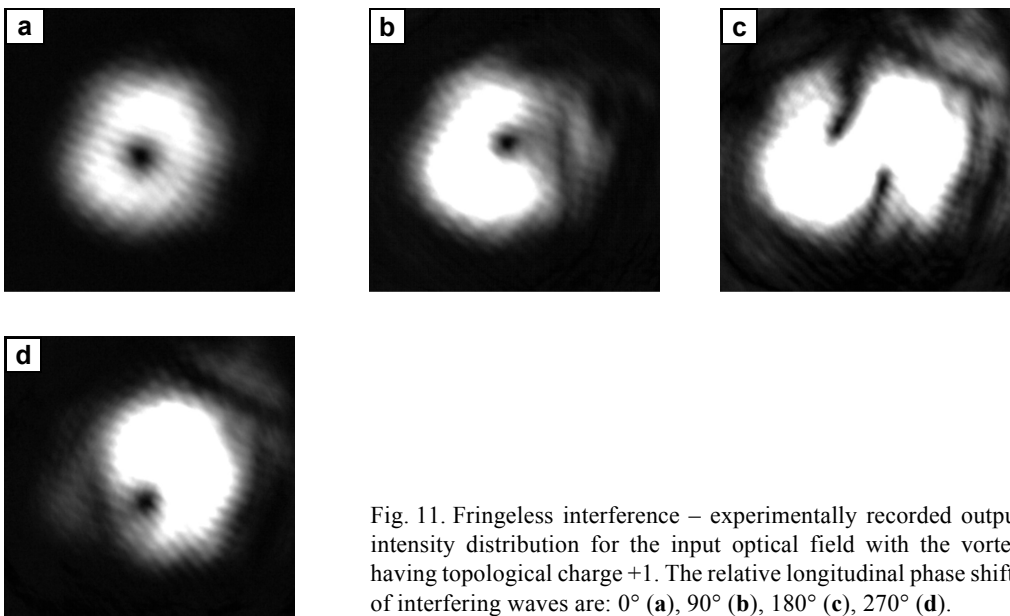 a
b
c
d
Fig. 11. Fringeless interference – experimentally recorded outpu
intensity distribution for the input optical field with the vorte
having topological charge +1. The relative longitudinal phase shift
of interfering waves are: 0° (a), 90° (b), 180° (c), 270° (d).